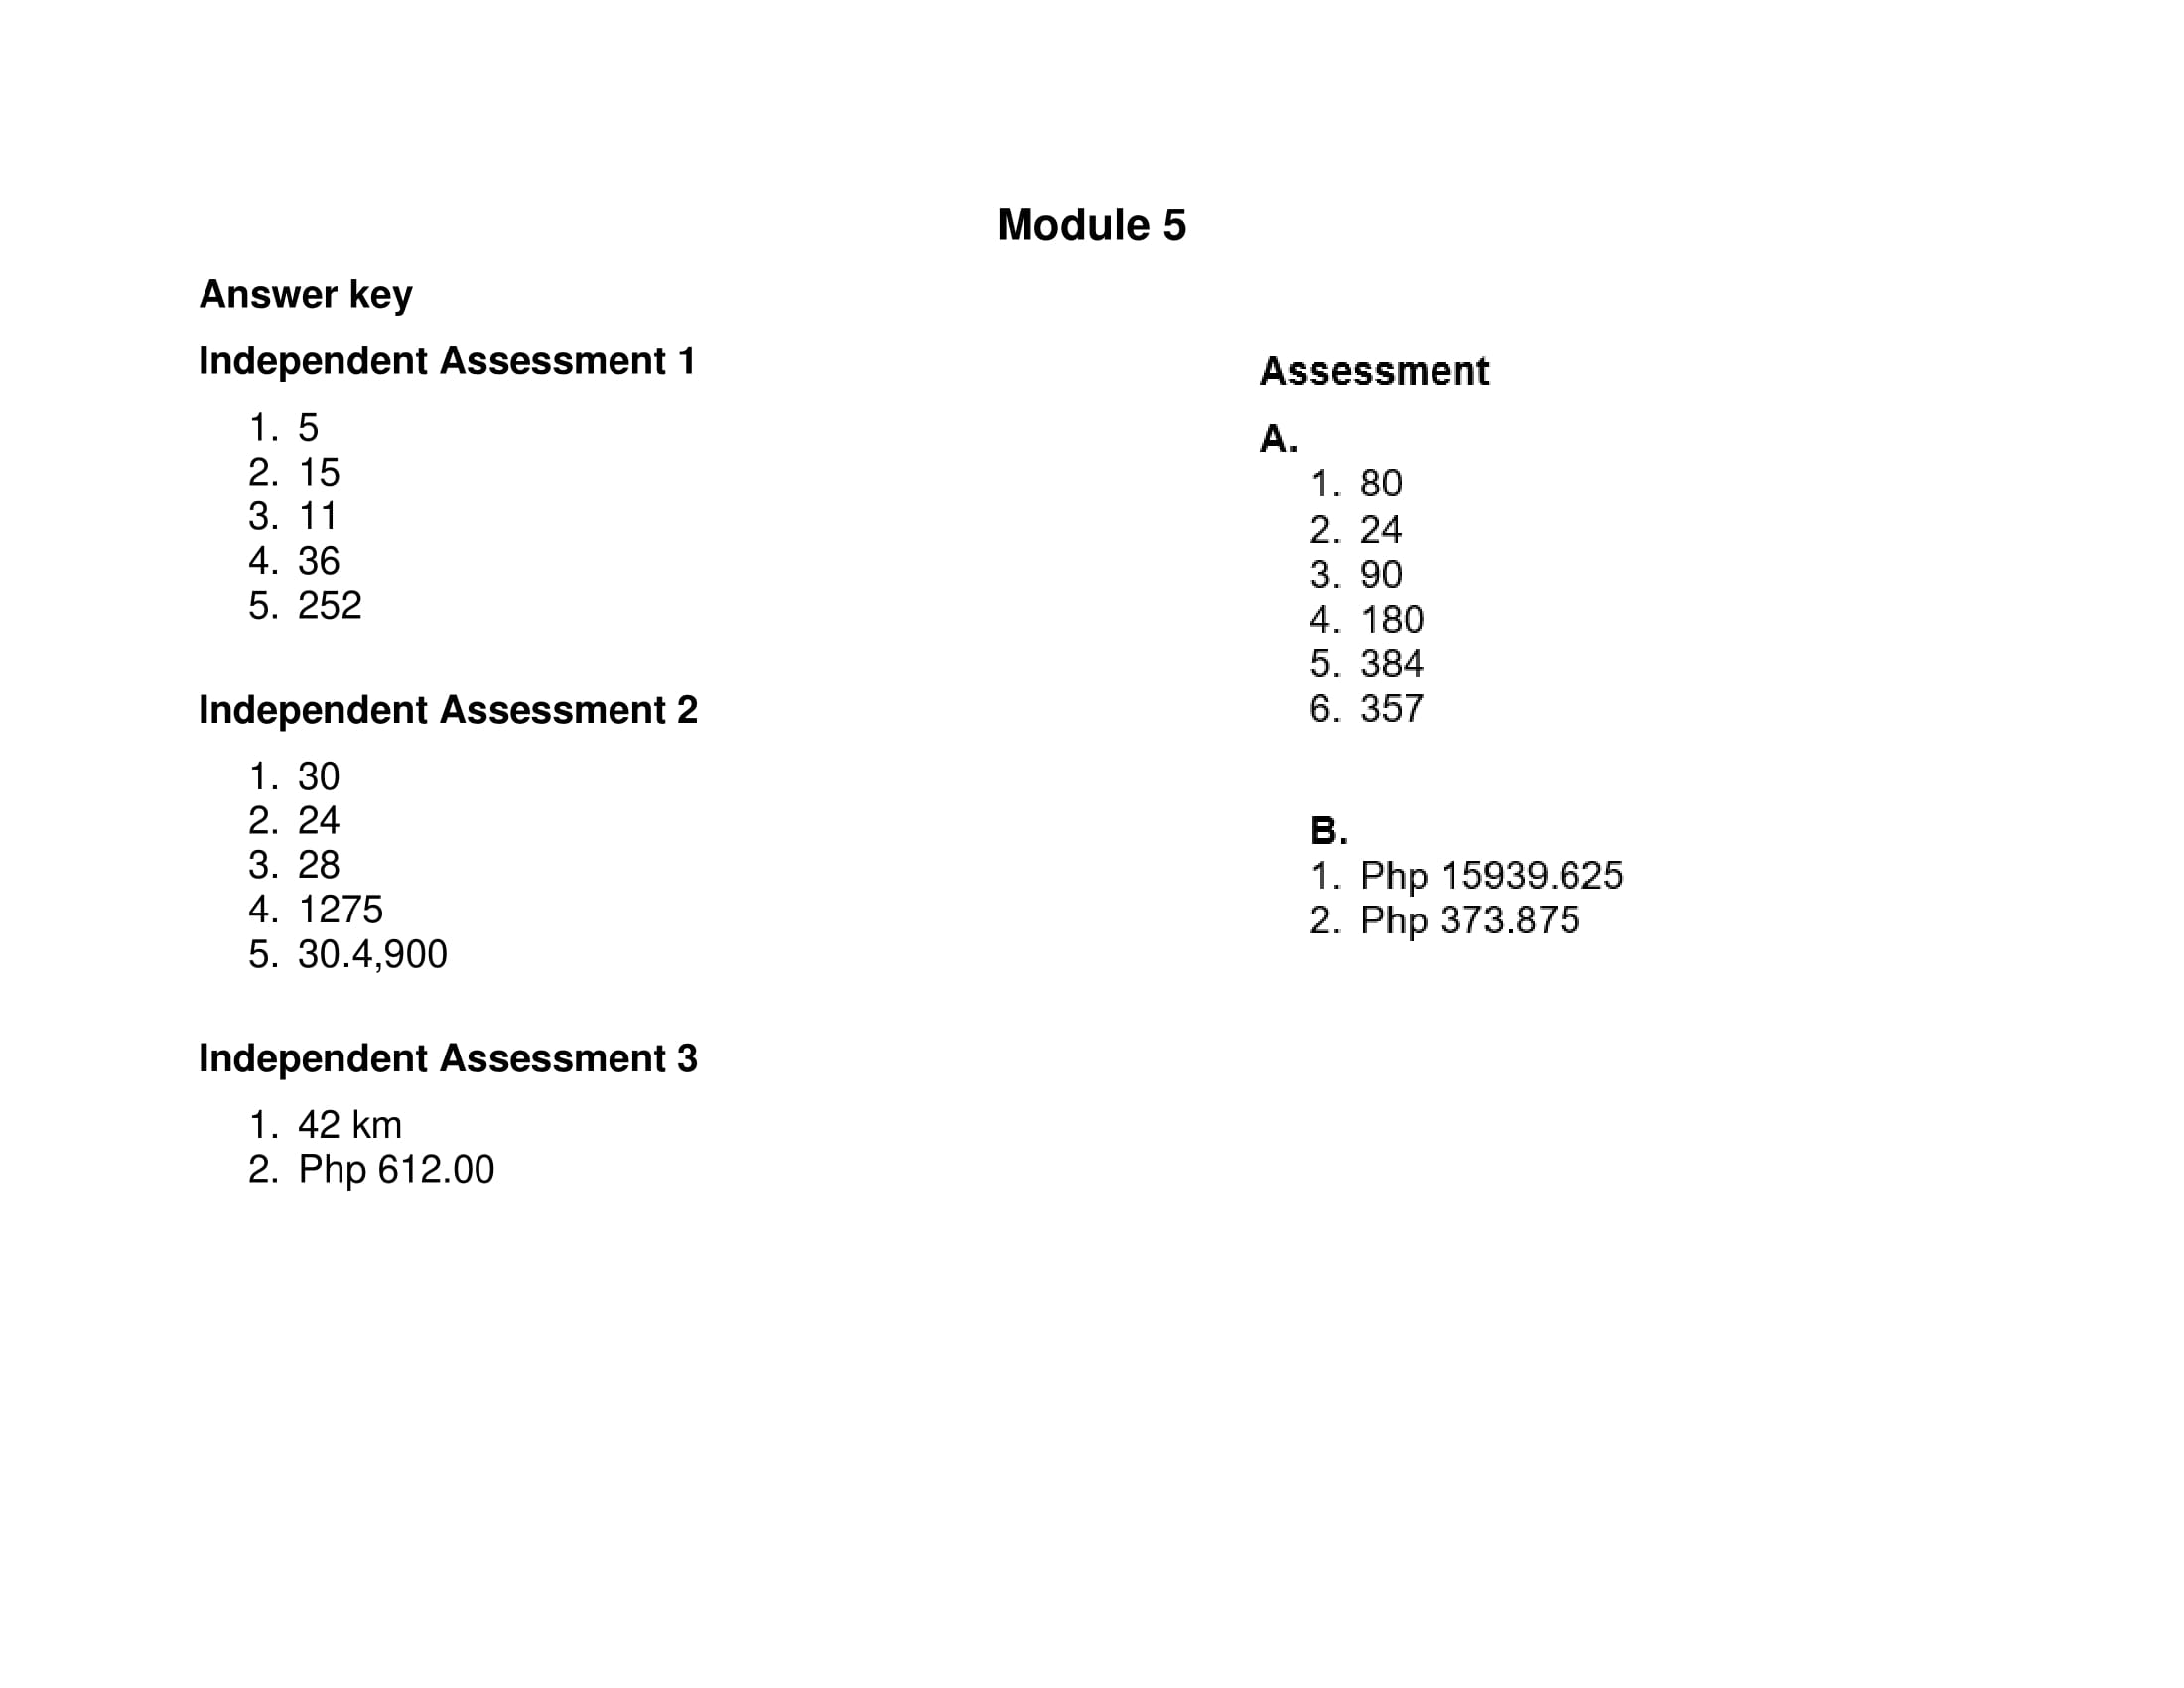 Module 5
Answer key
Independent Assessment 1
1. 5
2. 15
3. 11
4. 36
5. 252
Independent Assessment 2
1. 30
2. 24
3. 28
4. 1275
5. 30.4,900
Independent Assessment 3
1. 42 km
2. Php 612.00
Assessment
A.
1. 80
2. 24
3. 90
4. 180
5. 384
6. 357
B.
1. Php 15939.625
2. Php 373.875